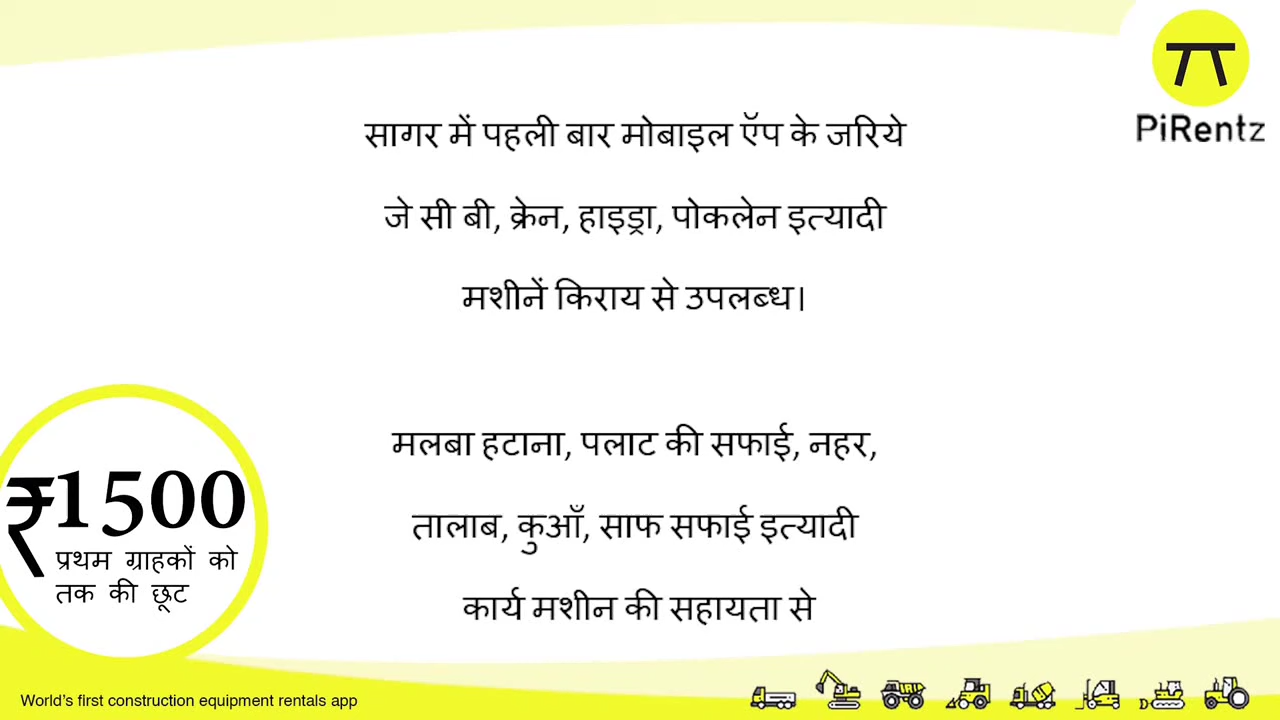 PiRentz
सागर में पहली बार मोबाइल ऍप के जरिये
जे सी बी, क्रेन, हाइड्रा, पोकलेन इत्यादी
मशीनें किराय से उपलब्ध।
मलबा हटाना, पलाट की सफाई, नहर,
तालाब, कुआँ, साफ सफाई इत्यादी
कार्य मशीन की सहायता से
₹1500
प्रथम ग्राहकों को
तक की छूट
World's first construction equipment rentals app